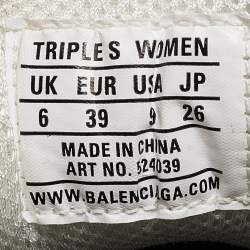 TRIPLE S WOMEN
UK EUR USA JP
6 39 9 26
MADE IN CHINA
ART NO. 524039
WWW.BALENCIAGA.COM/